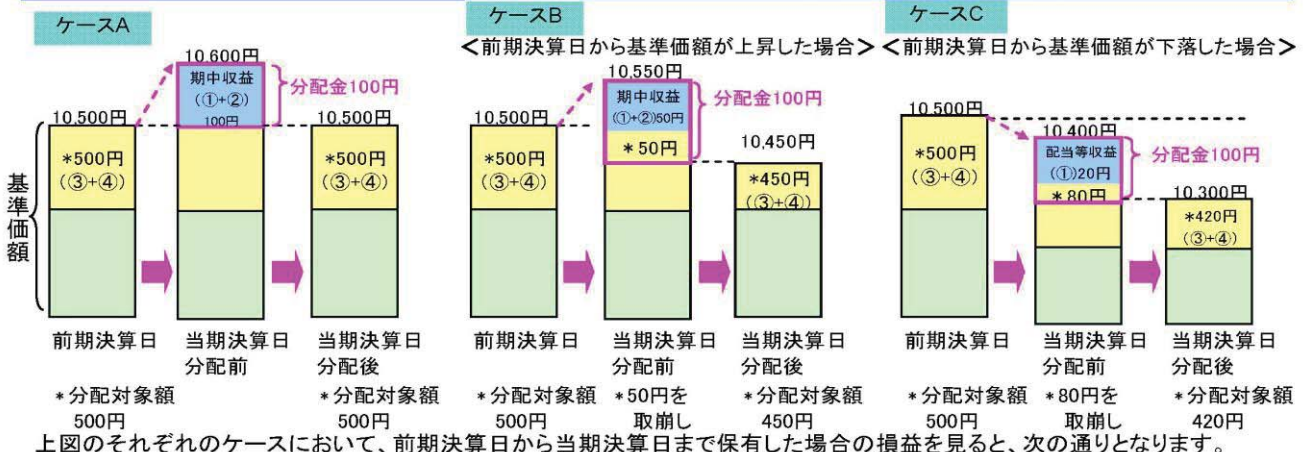 ケースA
10,600円
期中収益
(①+②)
100円
分配金100円
10,500円
10,500円
*500円
(③+④)
*500円
(③+④)
基準価額
前期決算日
当期決算日
分配前
当期決算日
分配後
*分配対象額
500円
*分配対象額
500円
ケースB
<前期決算日から基準価額が上昇した場合>
10,550円
期中収益
(①+②)50円
*50円
分配金100円
10,500円
10,450円
*500円
(③+④)
*450円
(③+④)
前期決算日
当期決算日
分配前
当期決算日
分配後
*分配対象額
500円
*50円を
取崩し
*分配対象額
450円
ケースC
<前期決算日から基準価額が下落した場合>
10,500円
10,400円
配当等収益
(①)20円
*80円
分配金100円
10,300円
*500円
(③+④)
*420円
(③+④)
前期決算日
当期決算日
分配前
当期決算日
分配後
*分配対象額
500円
*80円を
取崩し
*分配対象額
420円
上図のそれぞれのケースにおいて、前期決算日から当期決算日まで保有した場合の損益を見ると、次の通りとなります。